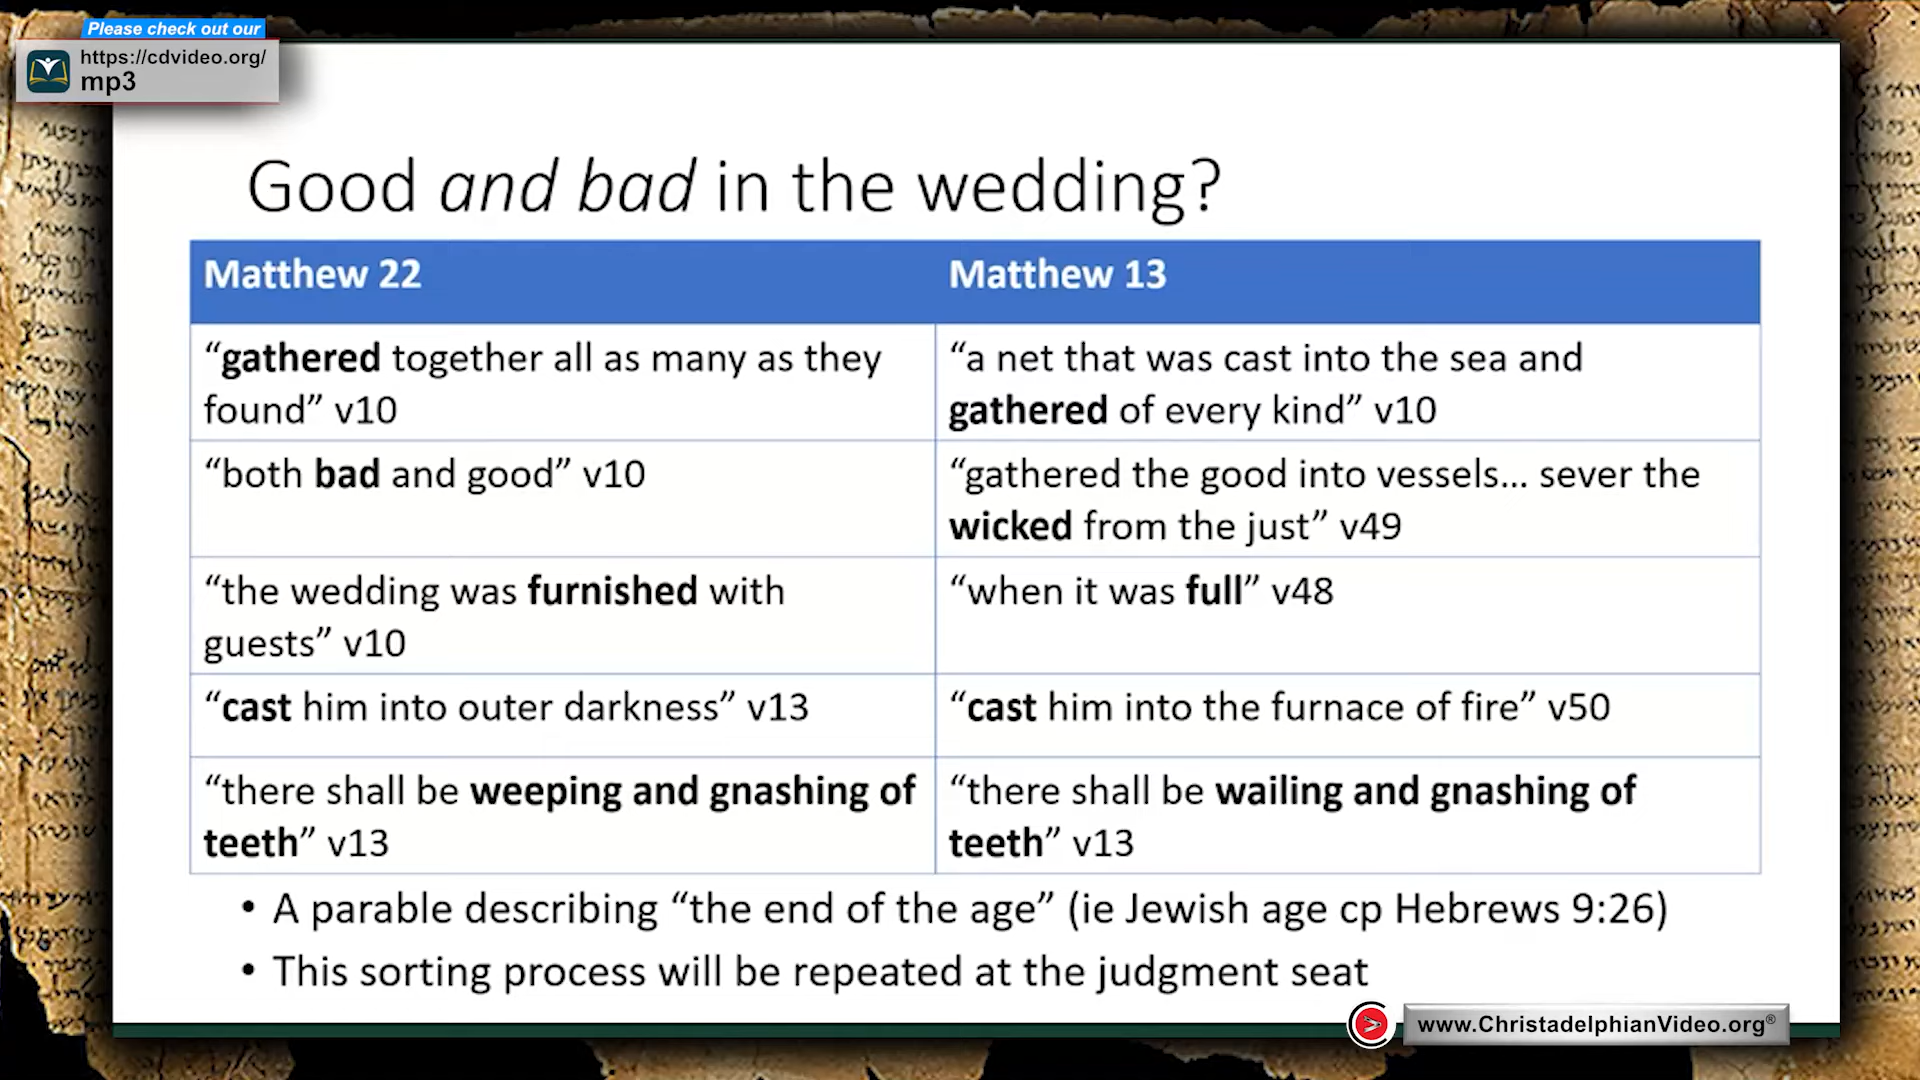 Please check out our
https://cdvideo.org/
mp3
Good and bad in the wedding?
Matthew 22
Matthew 13
“gathered together all as many as they
found” v10
“a net that was cast into the sea and
gathered of every kind” v10
“both bad and good” v10
“gathered the good into vessels... sever the
wicked from the just” v49
“the wedding was furnished with
guests” v10
“when it was full” v48
“cast him into outer darkness” v13
“cast him into the furnace of fire” v50
“there shall be weeping and gnashing of
teeth” v13
“there shall be wailing and gnashing of
teeth” v13
• A parable describing “the end of the age” (ie Jewish age cp Hebrews 9:26)
• This sorting process will be repeated at the judgment seat
www.ChristadelphianVideo.org®